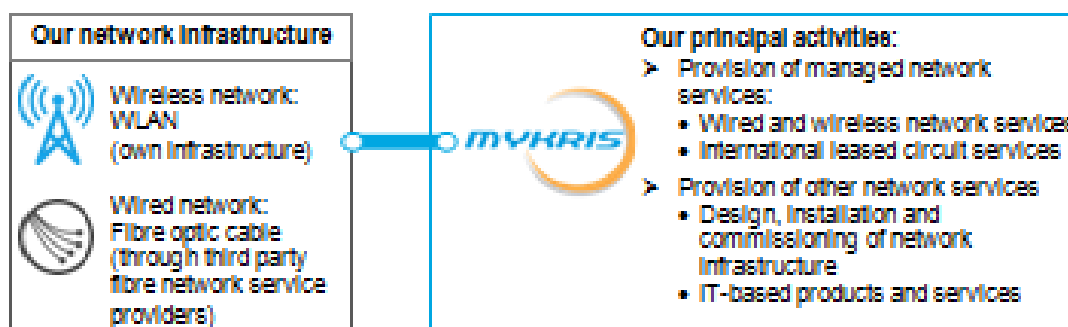 Our network infrastructure
Wireless network:
WLAN
(own infrastructure)
Wired network:
Fibre optic cable
(through third party
fibre network service
providers)
MYKRIS
Our principal activities:
➢ Provision of managed network
services:
• Wired and wireless network services
• International leased circuit services
➢ Provision of other network services
• Design, installation and
commissioning of network
infrastructure
• IT-based products and services